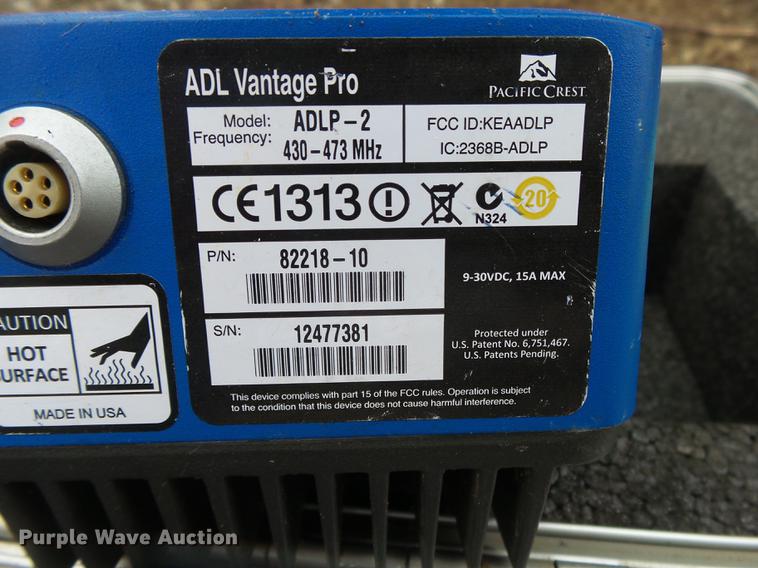 ADL Vantage Pro
PACIFIC CREST
Model: ADLP-2
Frequency: 430-473 MHz
FCC ID:KEAADLP
IC:2368B-ADLP
CE1313
N324
20
P/N: 82218-10
9-30VDC, 15A MAX
S/N: 12477381
Protected under
U.S. Patent No. 6,751,467.
U.S. Patents Pending.
This device complies with part 15 of the FCC rules. Operation is subject
to the condition that this device does not cause harmful interference.
AUTION
HOT
URFACE
MADE IN USA
Purple Wave Auction